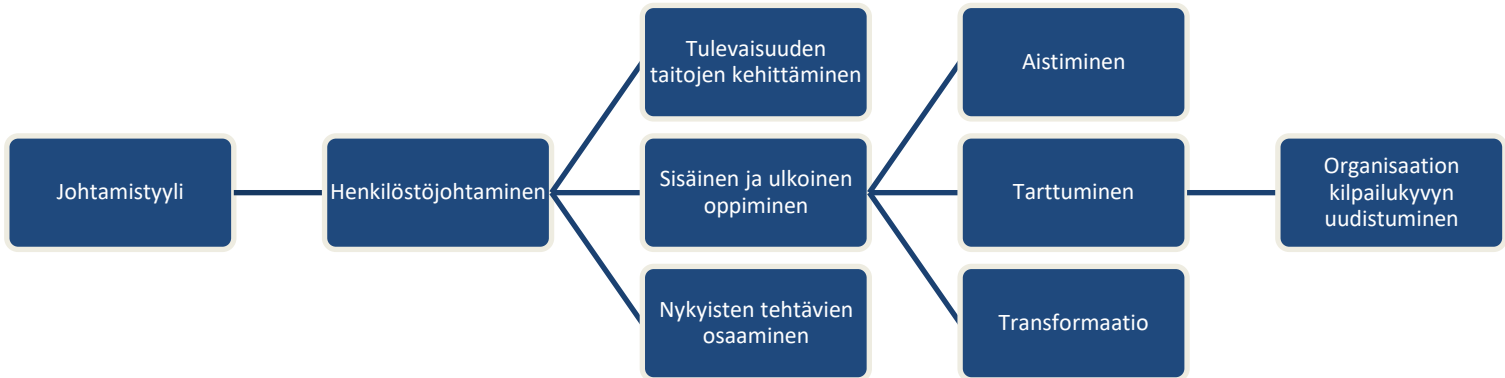 Johtamistyyli
Henkilöstöjohtaminen
Tulevaisuuden
taitojen kehittäminen
Sisäinen ja ulkoinen
oppiminen
Nykyisten tehtävien
osaaminen
Aistiminen
Tarttuminen
Transformaatio
Organisaation
kilpailukyvyn
uudistuminen